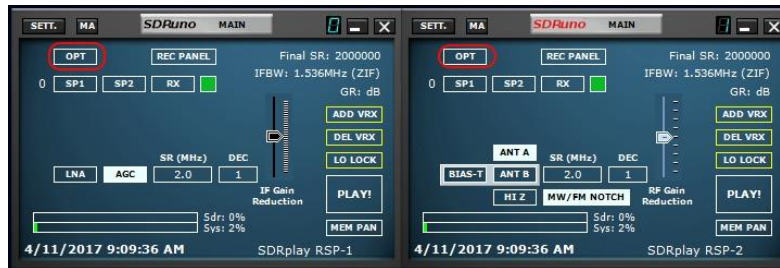 SETT. MA SDRuno MAIN
OPT REC PANEL Final SR: 2000000
IFBW: 1.536MHz (ZIF)
0 SP1 SP2 RX GR: dB
ADD VRX
DEL VRX
SR (MHz) DEC LO LOCK
LNA AGC 2.0 1
IF Gain
Reduction PLAY!
Sdr: 0%
Sys: 2% MEM PAN
4/11/2017 9:09:36 AM SDRplay RSP-1
SETT. MA SDRuno MAIN
OPT REC PANEL Final SR: 2000000
IFBW: 1.536MHz (ZIF)
0 SP1 SP2 RX GR: dB
ADD VRX
DEL VRX
ANT A SR (MHz) DEC LO LOCK
BIAS-T ANT B 2.0 1
HI Z MW/FM NOTCH RF Gain
Reduction PLAY!
Sdr: 0%
Sys: 2% MEM PAN
4/11/2017 9:09:36 AM SDRplay RSP-2